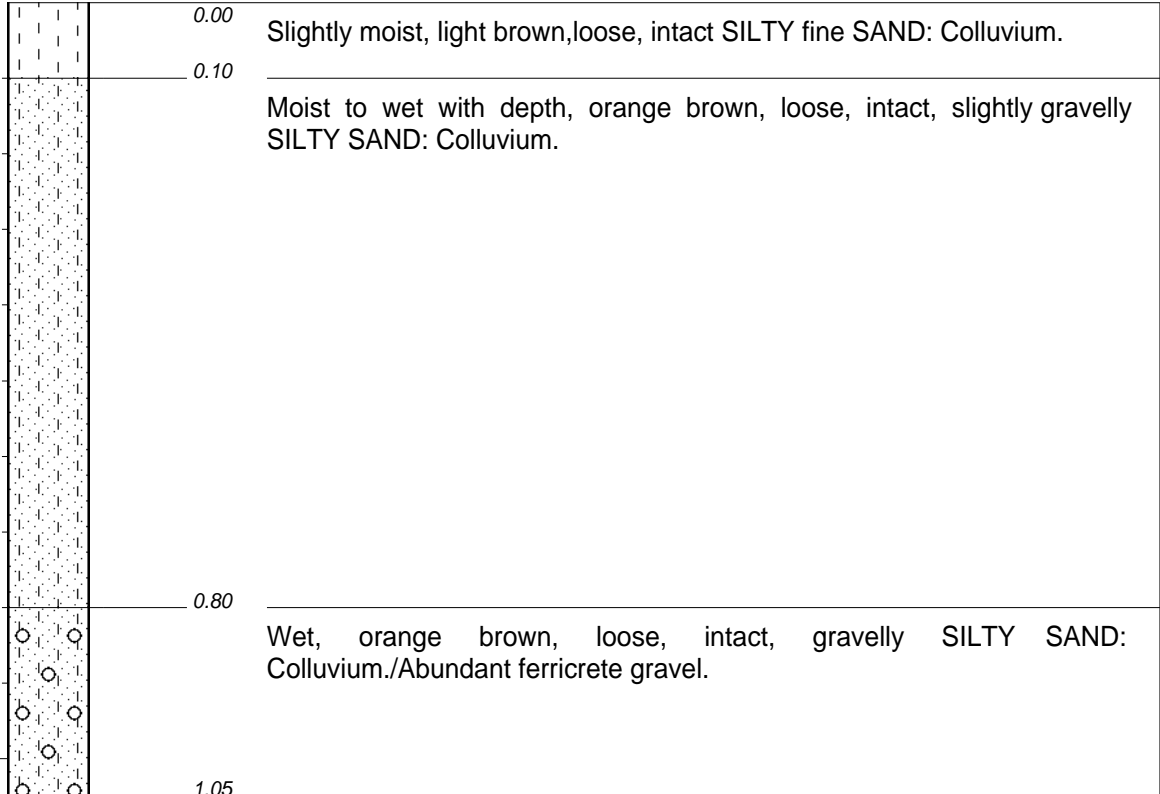 0.00
Slightly moist, light brown,loose, intact SILTY fine SAND: Colluvium.
0.10
Moist to wet with depth, orange brown, loose, intact, slightly gravelly
SILTY SAND: Colluvium.
0.80
Wet, orange brown, loose, intact, gravelly SILTY SAND:
Colluvium./Abundant ferricrete gravel.
1.05